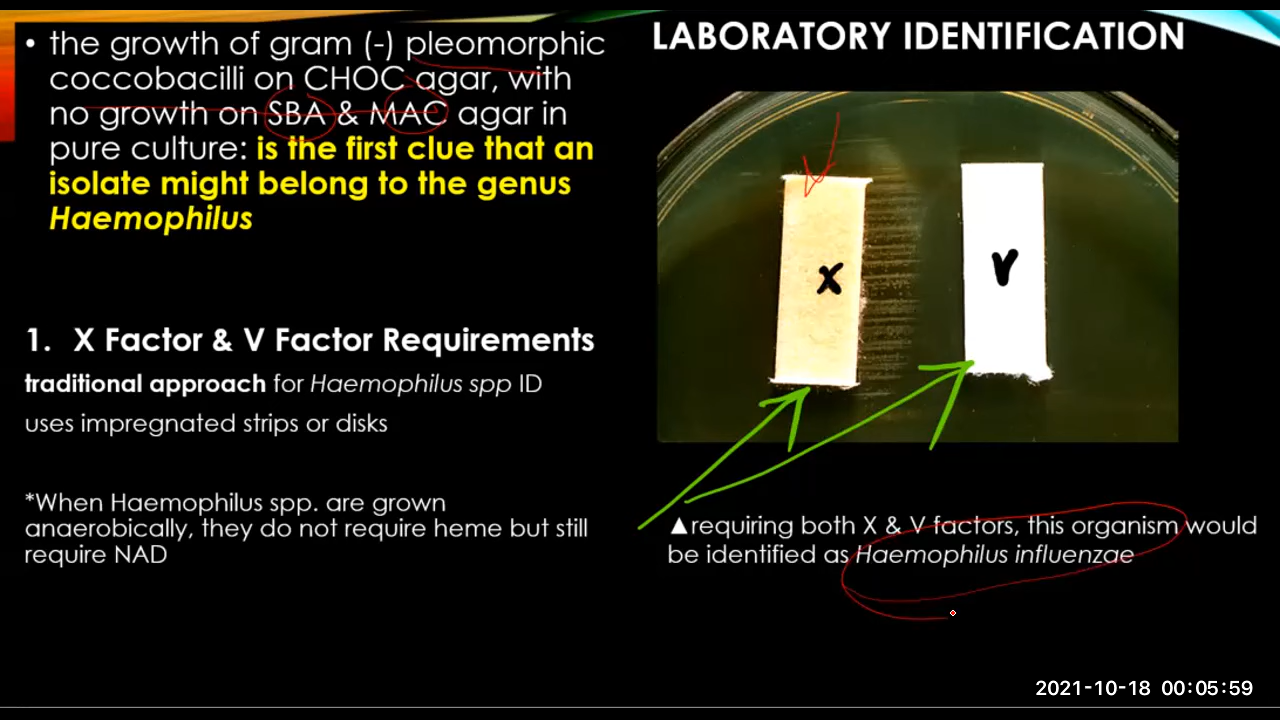 • the growth of gram (-) pleomorphic
coccobacilli on CHOC agar, with
no growth on SBA & MAC agar in
pure culture: is the first clue that an
isolate might belong to the genus
Haemophilus
1. X Factor & V Factor Requirements
traditional approach for Haemophilus spp ID
uses impregnated strips or disks
*When Haemophilus spp. are grown
anaerobically, they do not require heme but still
require NAD
LABORATORY IDENTIFICATION
X
V
▲requiring both X & V factors, this organism would
be identified as Haemophilus influenzae
2021-10-18 00:05:59